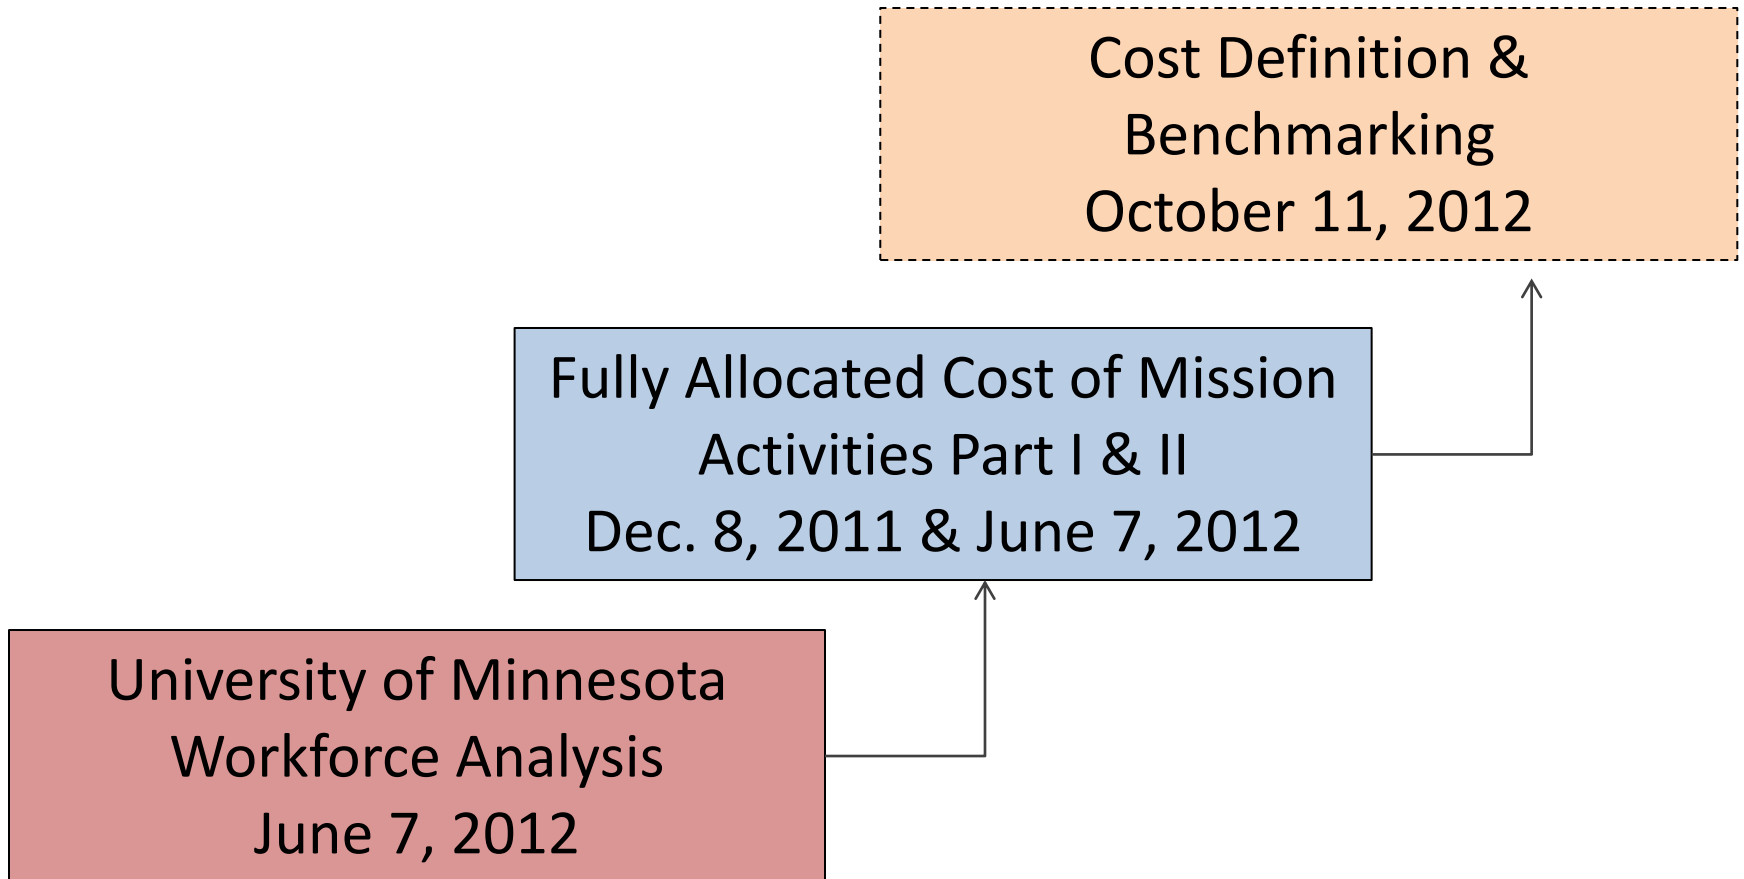 Cost Definition &
Benchmarking
October 11, 2012
Fully Allocated Cost of Mission
Activities Part I & II
Dec. 8, 2011 & June 7, 2012
University of Minnesota
Workforce Analysis
June 7, 2012